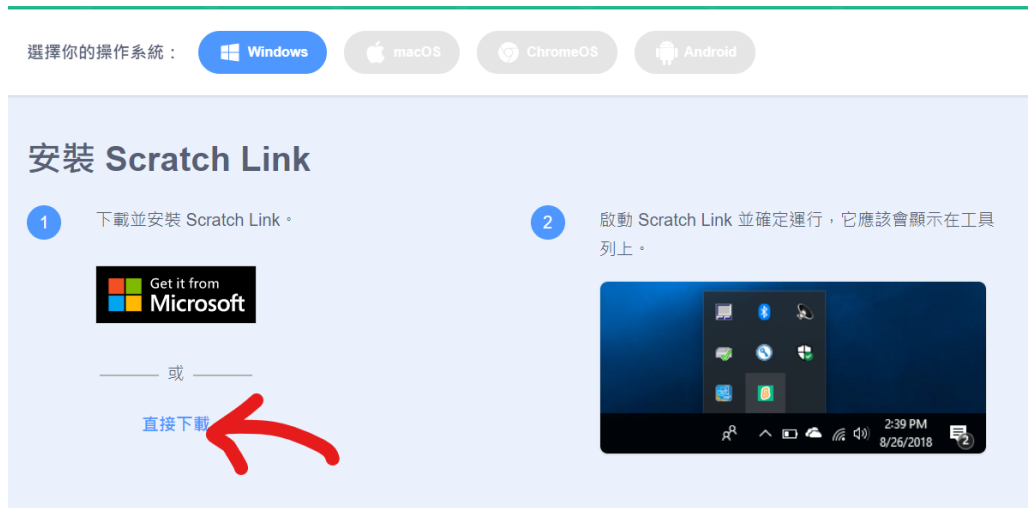 選擇你的操作系統：
Windows
macOS
ChromeOS
Android
安裝 Scratch Link
1
下載並安裝 Scratch Link。
Get it from
Microsoft
或
直接下載
2
啟動 Scratch Link 並確定運行，它應該會顯示在工具
列上。
2:39 PM
8/26/2018
2